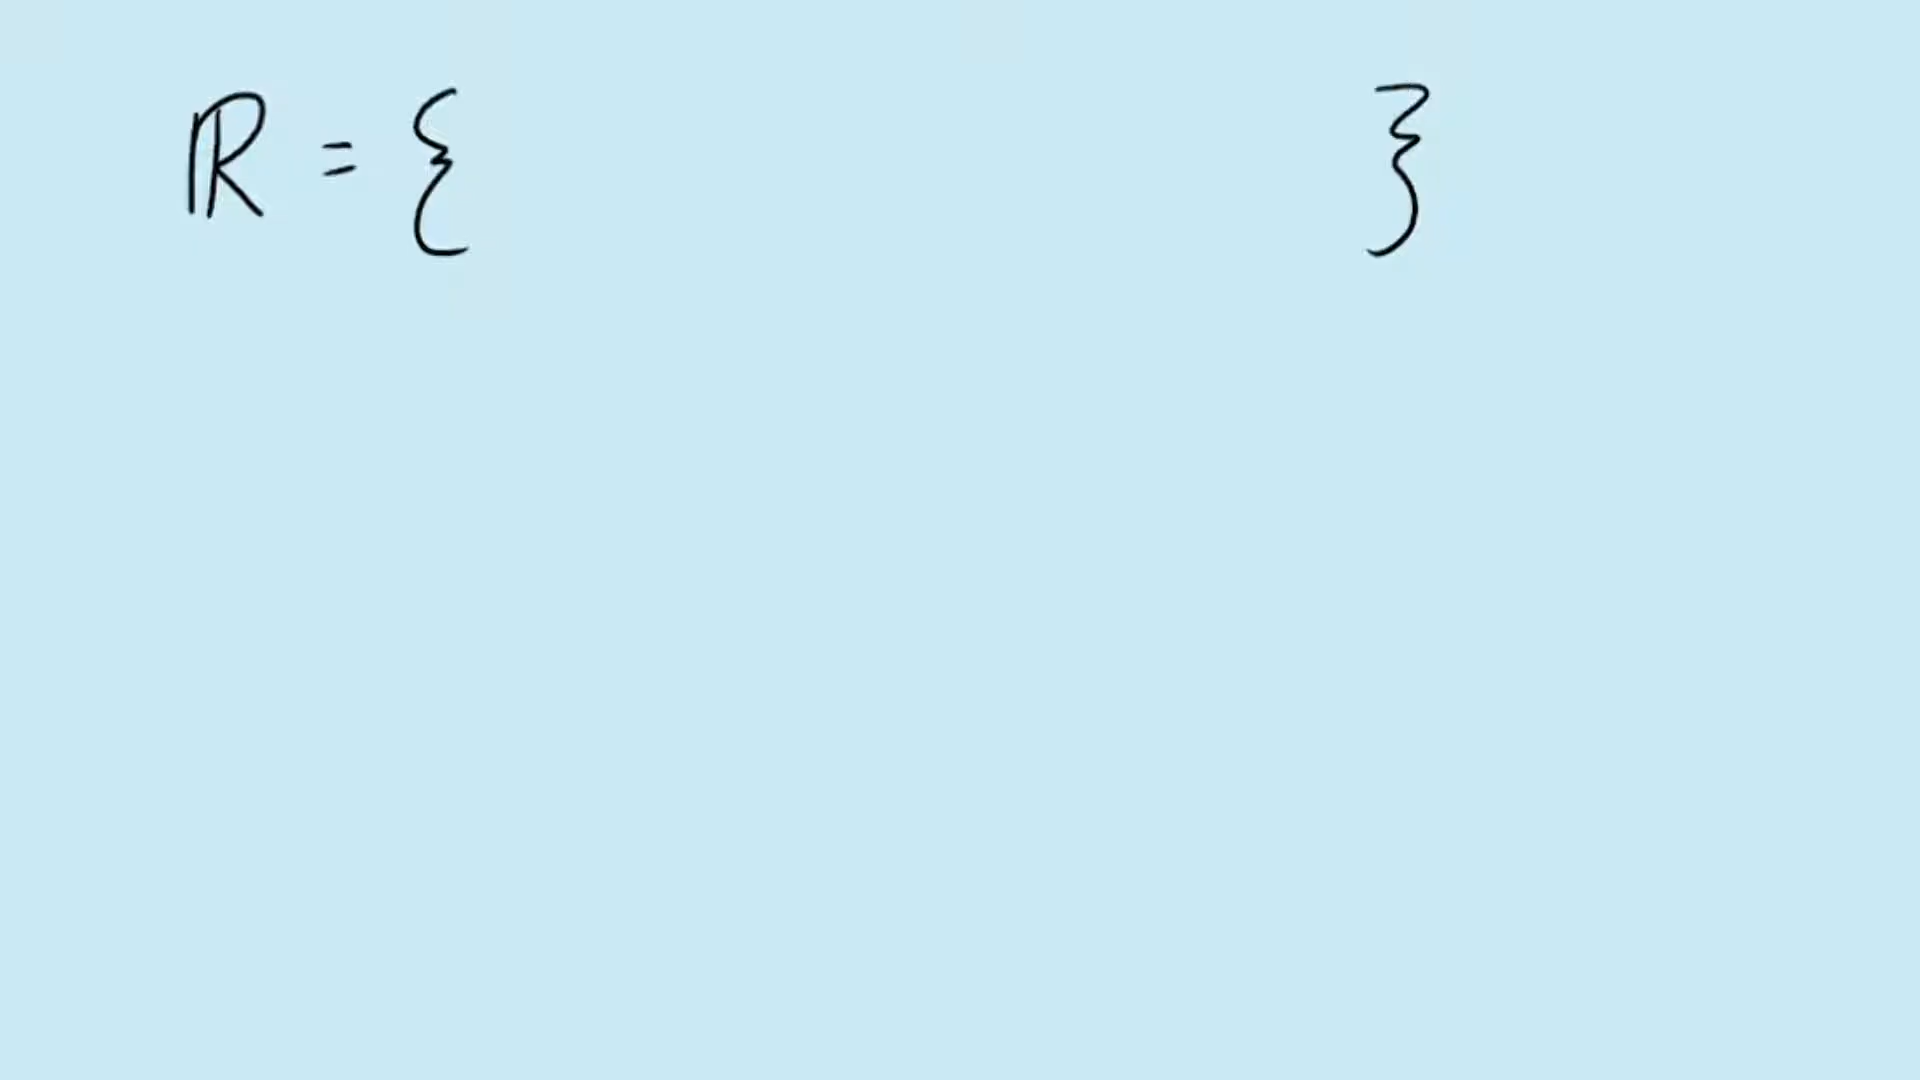 ℝ = { }